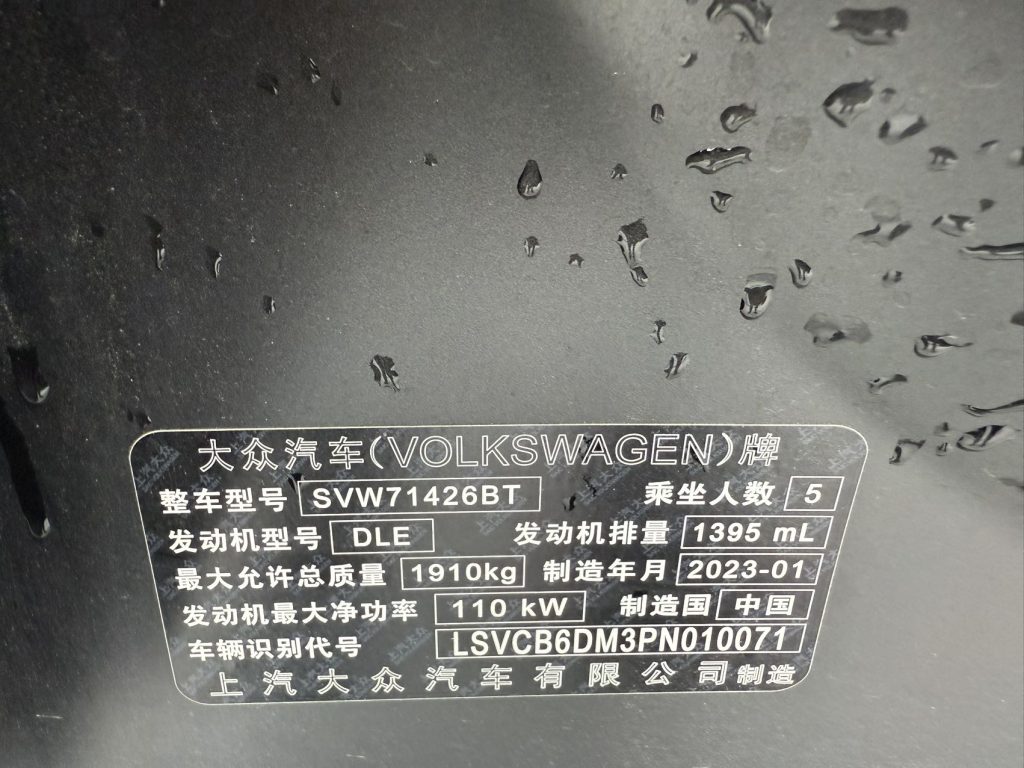 大众汽车(VOLKSWAGEN)牌
整车型号 SVW71426BT 乘坐人数 5
发动机型号 DLE 发动机排量 1395 mL
最大允许总质量 1910kg 制造年月 2023-01
发动机最大净功率 110 kW 制造国 中国
车辆识别代号 LSVCB6DM3PN010071
上汽大众汽车有限公司制造